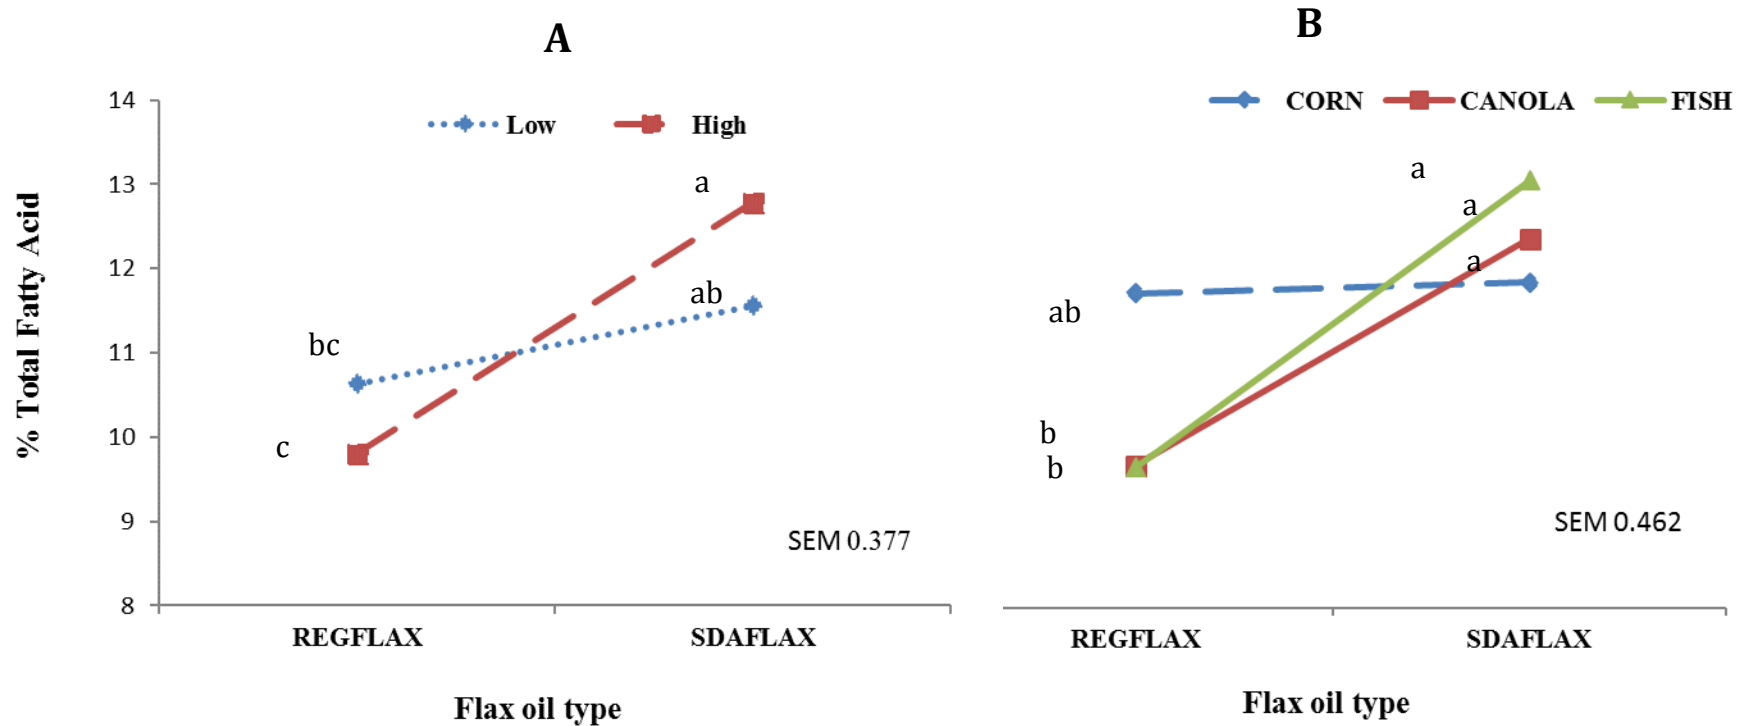 A
B
% Total Fatty Acid
14
13
12
11
10
9
8
Low
High
a
ab
bc
c
SEM 0.377
REGFLAX
SDAFLAX
Flax oil type
CORN
CANOLA
FISH
a
a
a
ab
b
b
SEM 0.462
REGFLAX
SDAFLAX
Flax oil type